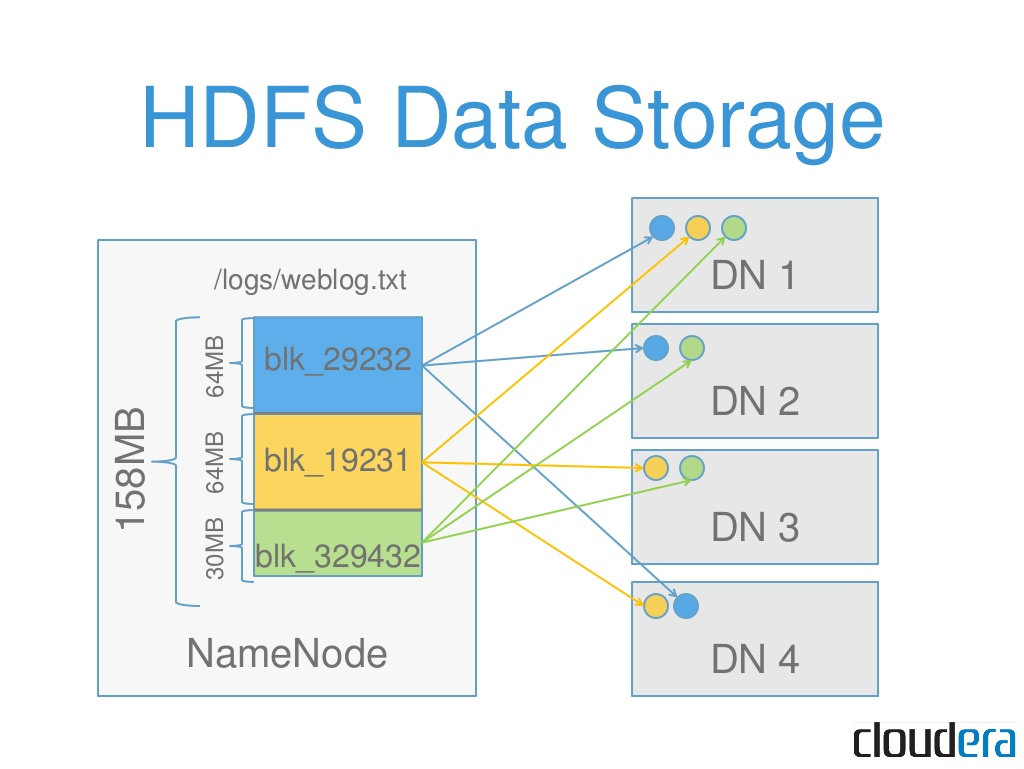 HDFS Data Storage
/logs/weblog.txt
158MB
64MB
blk_29232
64MB
blk_19231
30MB
blk_329432
NameNode
DN 1
DN 2
DN 3
DN 4
cloudera